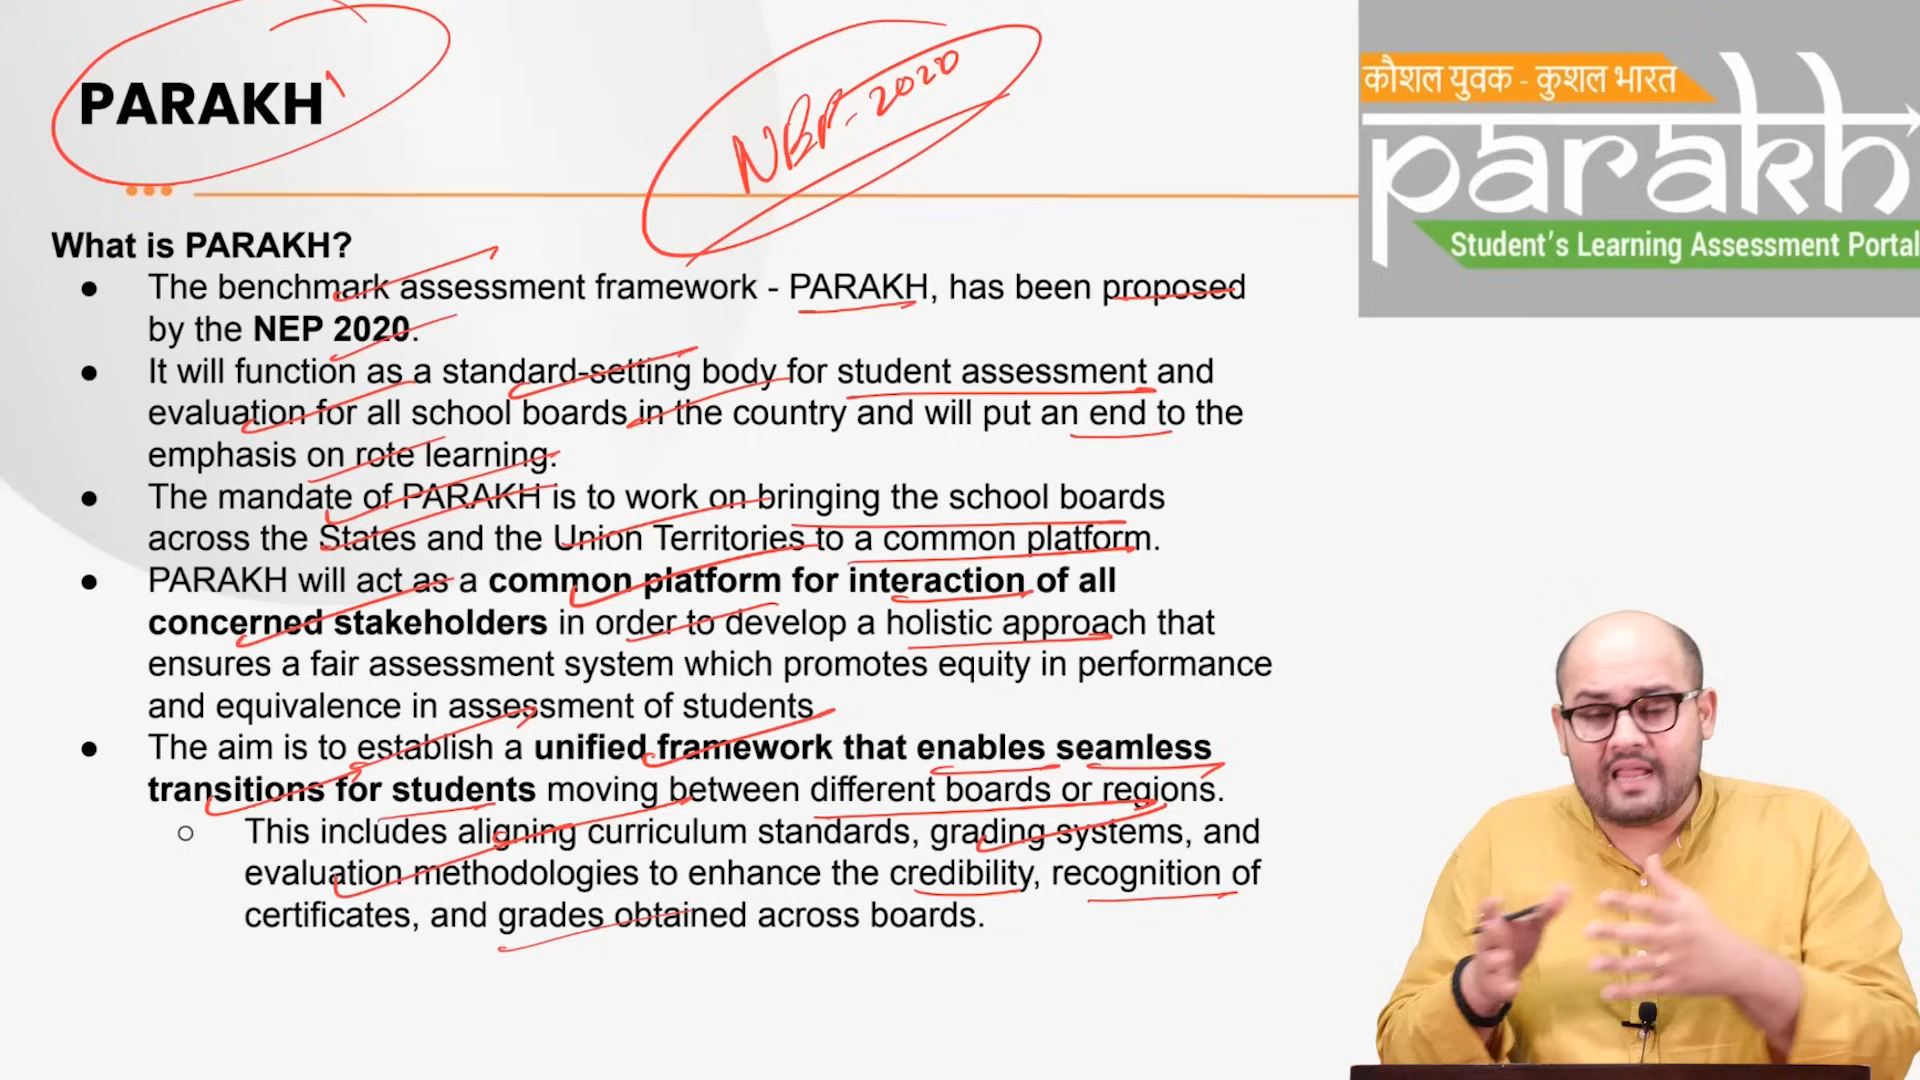 PARAKH
NEP-2020
कौशल युवक - कुशल भारत
parakh
Student's Learning Assessment Portal
What is PARAKH?
● The benchmark assessment framework - PARAKH, has been proposed
by the NEP 2020.
● It will function as a standard-setting body for student assessment and
evaluation for all school boards in the country and will put an end to the
emphasis on rote learning.
● The mandate of PARAKH is to work on bringing the school boards
across the States and the Union Territories to a common platform.
● PARAKH will act as a common platform for interaction of all
concerned stakeholders in order to develop a holistic approach that
ensures a fair assessment system which promotes equity in performance
and equivalence in assessment of students.
● The aim is to establish a unified framework that enables seamless
transitions for students moving between different boards or regions.
○ This includes aligning curriculum standards, grading systems, and
evaluation methodologies to enhance the credibility, recognition of
certificates, and grades obtained across boards.